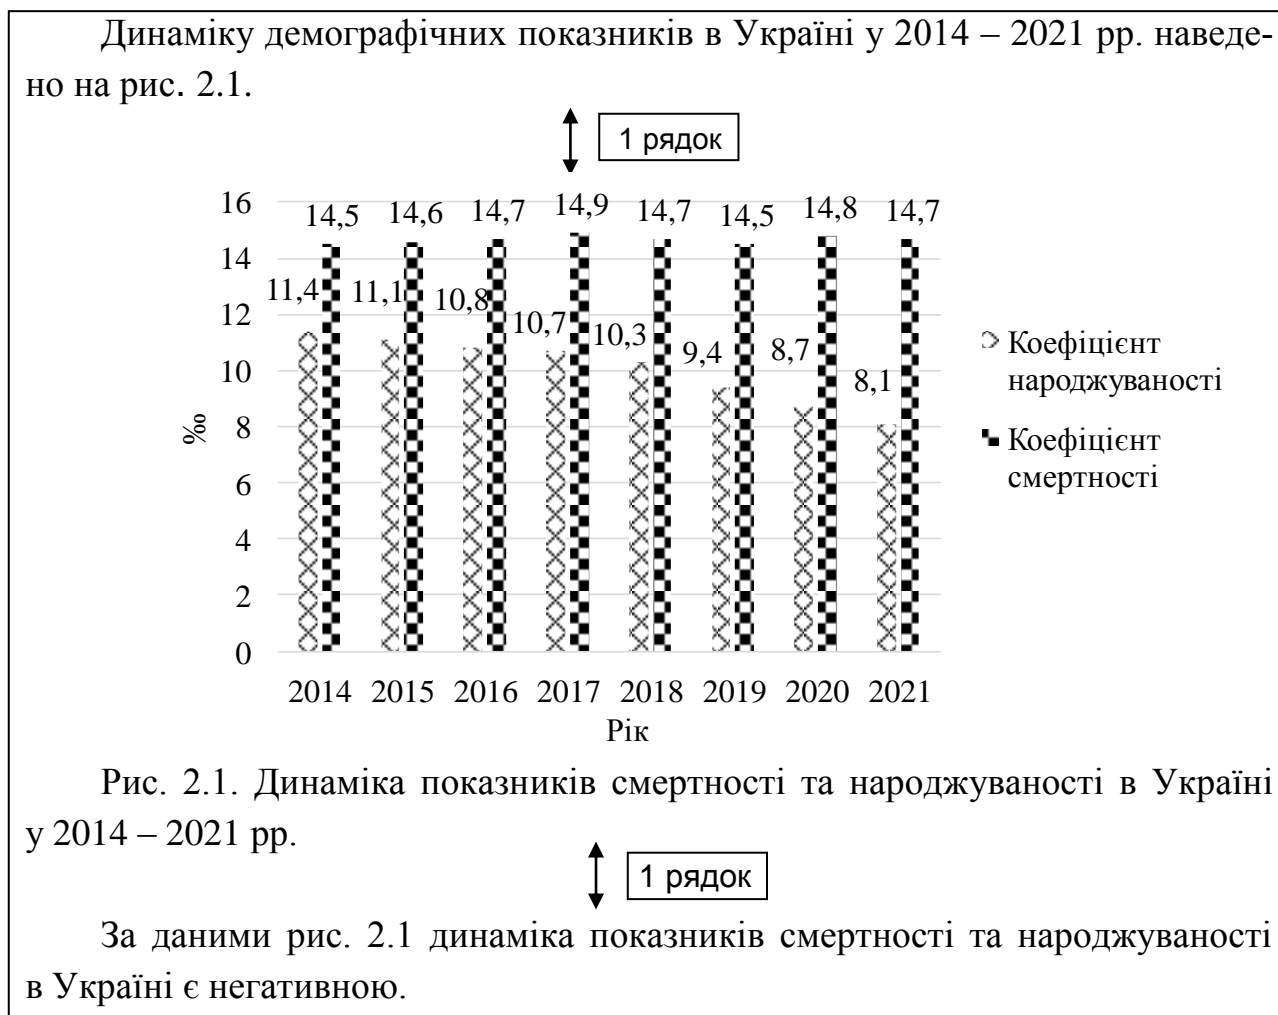 Динаміку демографічних показників в Україні у 2014 – 2021 рр. наведе-
но на рис. 2.1.
1 рядок
16
14,5 14,6 14,7 14,9 14,7 14,5 14,8 14,7
14
11,4 11,1 10,8 10,7 10,3 9,4 8,7 8,1
12
10
8
6
4
2
0
‰
2014 2015 2016 2017 2018 2019 2020 2021
Рік
Коефіцієнт
народжуваності
Коефіцієнт
смертності
Рис. 2.1. Динаміка показників смертності та народжуваності в Україні
у 2014 – 2021 рр.
1 рядок
За даними рис. 2.1 динаміка показників смертності та народжуваності
в Україні є негативною.